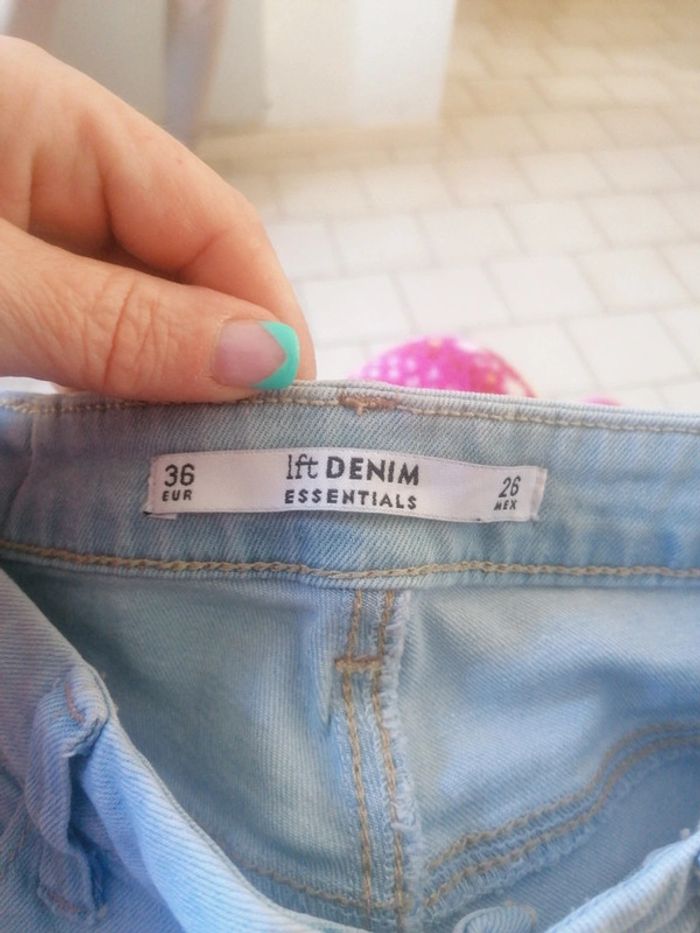 36
EUR
lft DENIM
ESSENTIALS
26
MEX